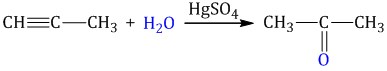 CH≡C—CH₃ + H₂O —HgSO₄→ CH₃—C—CH₃
‖
O